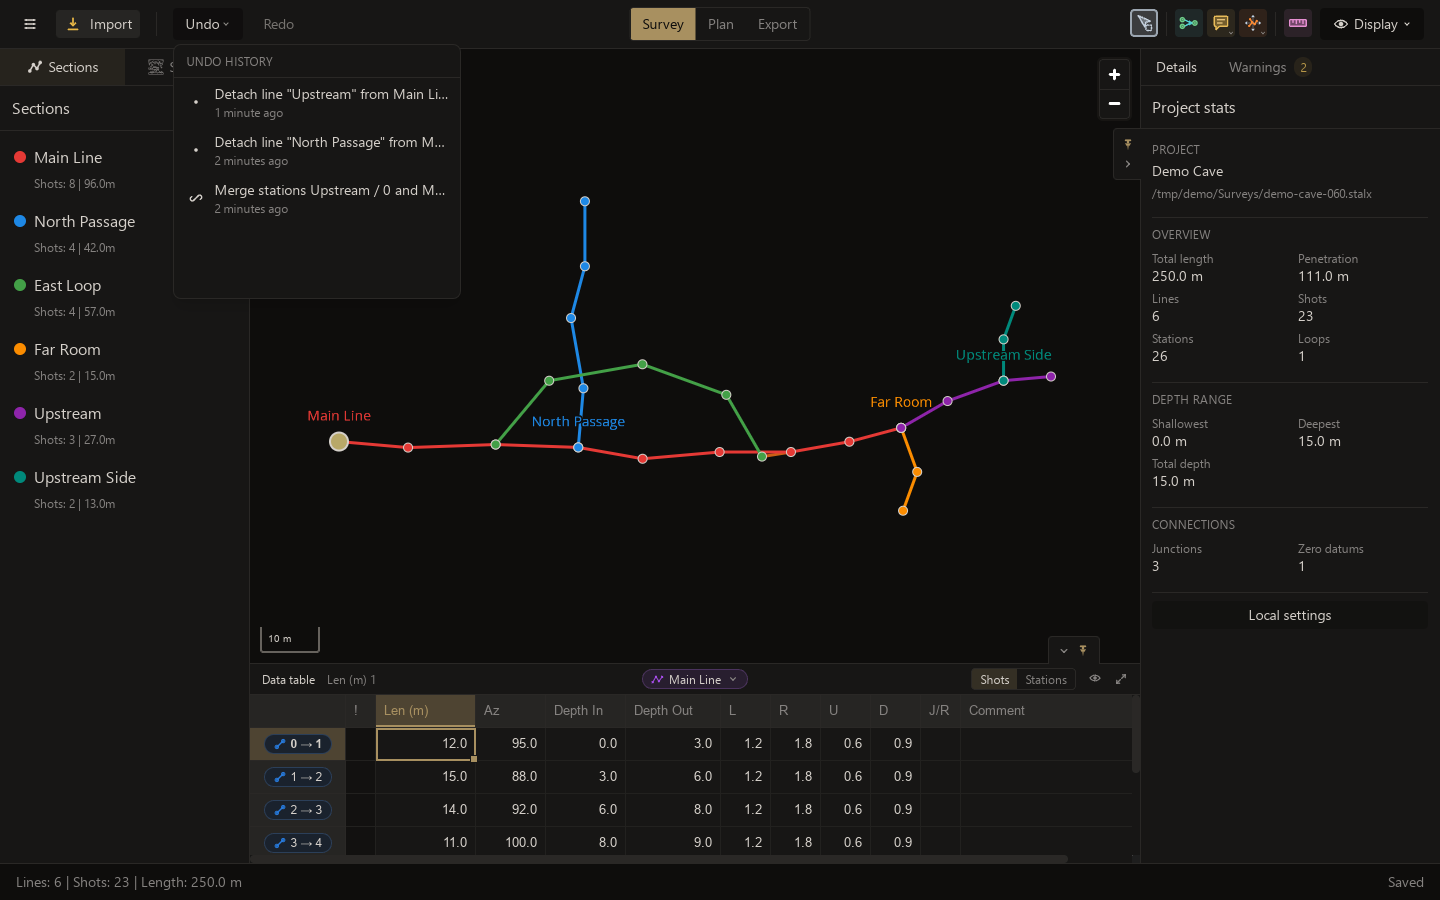 Import
Undo
Redo
Survey
Plan
Export
Display
Sections
UNDO HISTORY
Detach line "Upstream" from Main Li...
1 minute ago
Detach line "North Passage" from M...
2 minutes ago
Merge stations Upstream / 0 and M...
2 minutes ago
Sections
Main Line
Shots: 8 | 96.0m
North Passage
Shots: 4 | 42.0m
East Loop
Shots: 4 | 57.0m
Far Room
Shots: 2 | 15.0m
Upstream
Shots: 3 | 27.0m
Upstream Side
Shots: 2 | 13.0m
Main Line
North Passage
Far Room
Upstream Side
10 m
Details
Warnings 2
Project stats
PROJECT
Demo Cave
/tmp/demo/Surveys/demo-cave-060.stalx
OVERVIEW
Total length Penetration
250.0 m 111.0 m
Lines Shots
6 23
Stations Loops
26 1
DEPTH RANGE
Shallowest Deepest
0.0 m 15.0 m
Total depth
15.0 m
CONNECTIONS
Junctions Zero datums
3 1
Local settings
Data table Len (m) 1
Main Line
Shots Stations
! Len (m) Az Depth In Depth Out L R U D J/R Comment
0→1 12.0 95.0 0.0 3.0 1.2 1.8 0.6 0.9
1→2 15.0 88.0 3.0 6.0 1.2 1.8 0.6 0.9
2→3 14.0 92.0 6.0 8.0 1.2 1.8 0.6 0.9
3→4 11.0 100.0 8.0 9.0 1.2 1.8 0.6 0.9
Lines: 6 | Shots: 23 | Length: 250.0 m
Saved